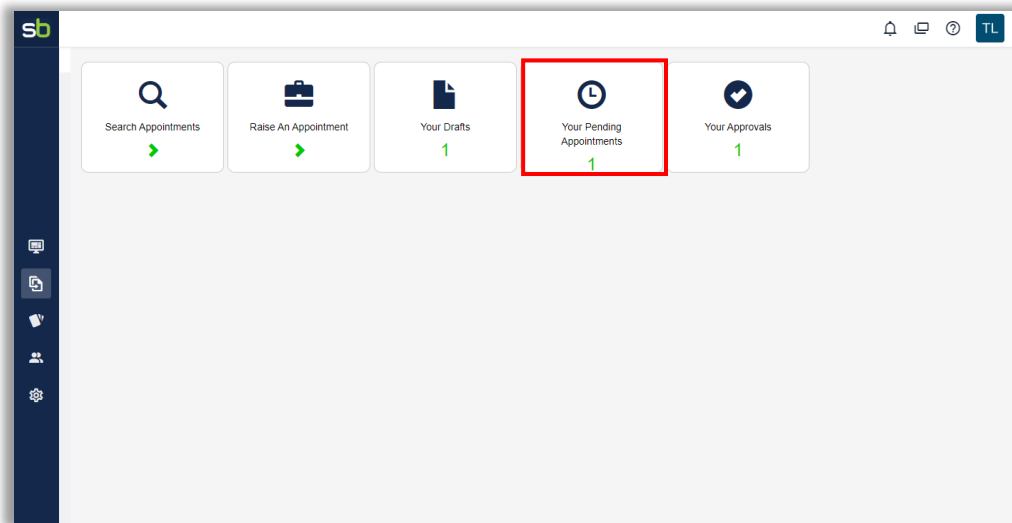 sb
TL
Search Appointments
Raise An Appointment
Your Drafts
1
Your Pending
Appointments
1
Your Approvals
1